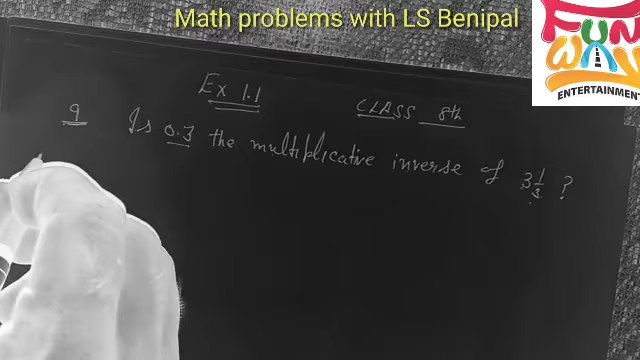 Math problems with LS Benipal
FUN
WAY
ENTERTAINMENT
Ex 1.1 CLASS 8th
9 Is 0.3 the multiplicative inverse of 3 1/3 ?